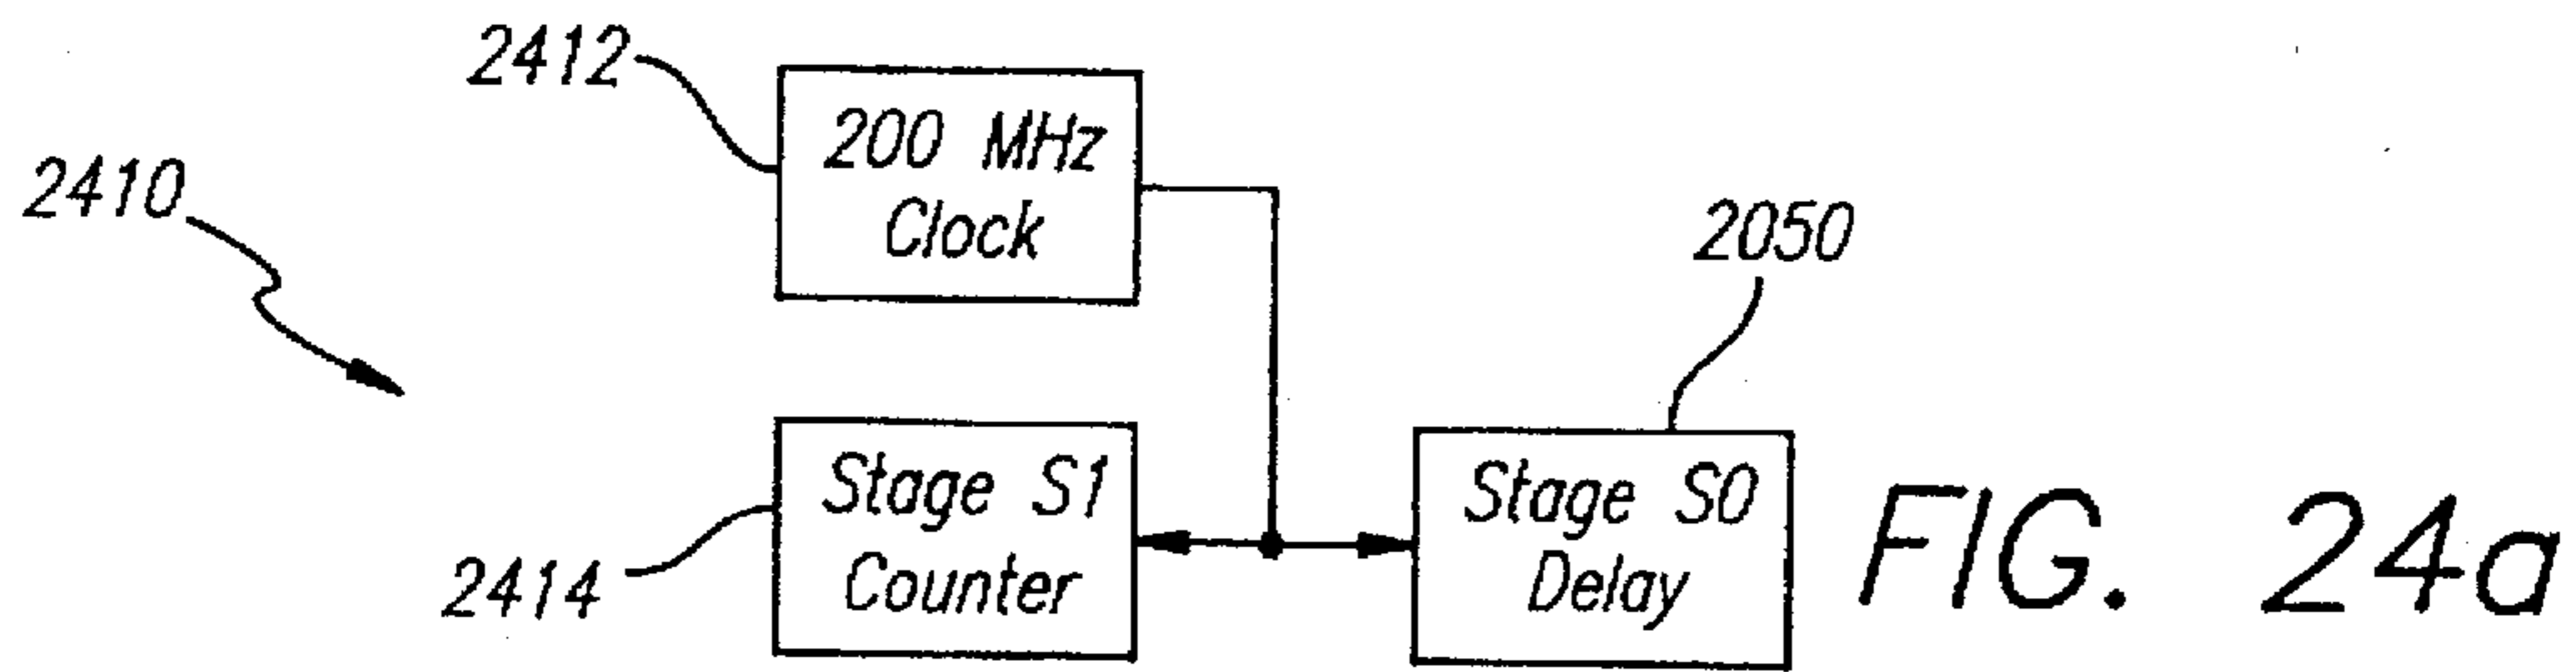 2412
200 MHz
Clock
2410
2050
Stage S1
Counter
2414
Stage S0
Delay
FIG. 24a